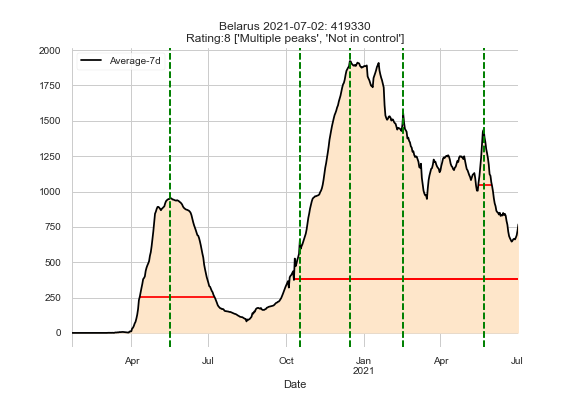 Belarus 2021-07-02: 419330
Rating:8 ['Multiple peaks', 'Not in control']
Average-7d
2000
1750
1500
1250
1000
750
500
250
0
Apr Jul Oct Jan Apr Jul
2021
Date